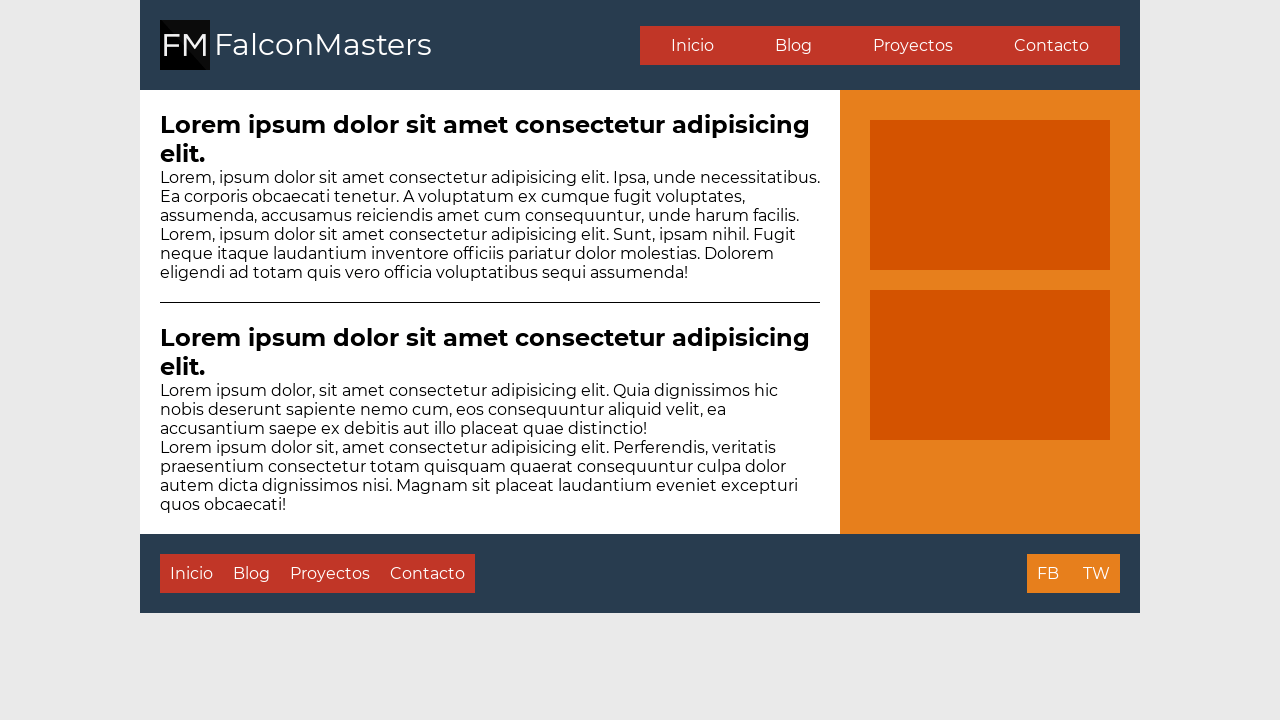 FM FalconMasters
Inicio Blog Proyectos Contacto
Lorem ipsum dolor sit amet consectetur adipisicing
elit.
Lorem, ipsum dolor sit amet consectetur adipisicing elit. Ipsa, unde necessitatibus.
Ea corporis obcaecati tenetur. A voluptatum ex cumque fugit voluptates,
assumenda, accusamus reiciendis amet cum consequuntur, unde harum facilis.
Lorem, ipsum dolor sit amet consectetur adipisicing elit. Sunt, ipsam nihil. Fugit
neque itaque laudantium inventore officiis pariatur dolor molestias. Dolorem
eligendi ad totam quis vero officia voluptatibus sequi assumenda!
Lorem ipsum dolor sit amet consectetur adipisicing
elit.
Lorem ipsum dolor, sit amet consectetur adipisicing elit. Quia dignissimos hic
nobis deserunt sapiente nemo cum, eos consequuntur aliquid velit, ea
accusantium saepe ex debitis aut illo placeat quae distinctio!
Lorem ipsum dolor sit, amet consectetur adipisicing elit. Perferendis, veritatis
praesentium consectetur totam quisquam quaerat consequuntur culpa dolor
autem dicta dignissimos nisi. Magnam sit placeat laudantium eveniet excepturi
quos obcaecati!
Inicio Blog Proyectos Contacto
FB TW